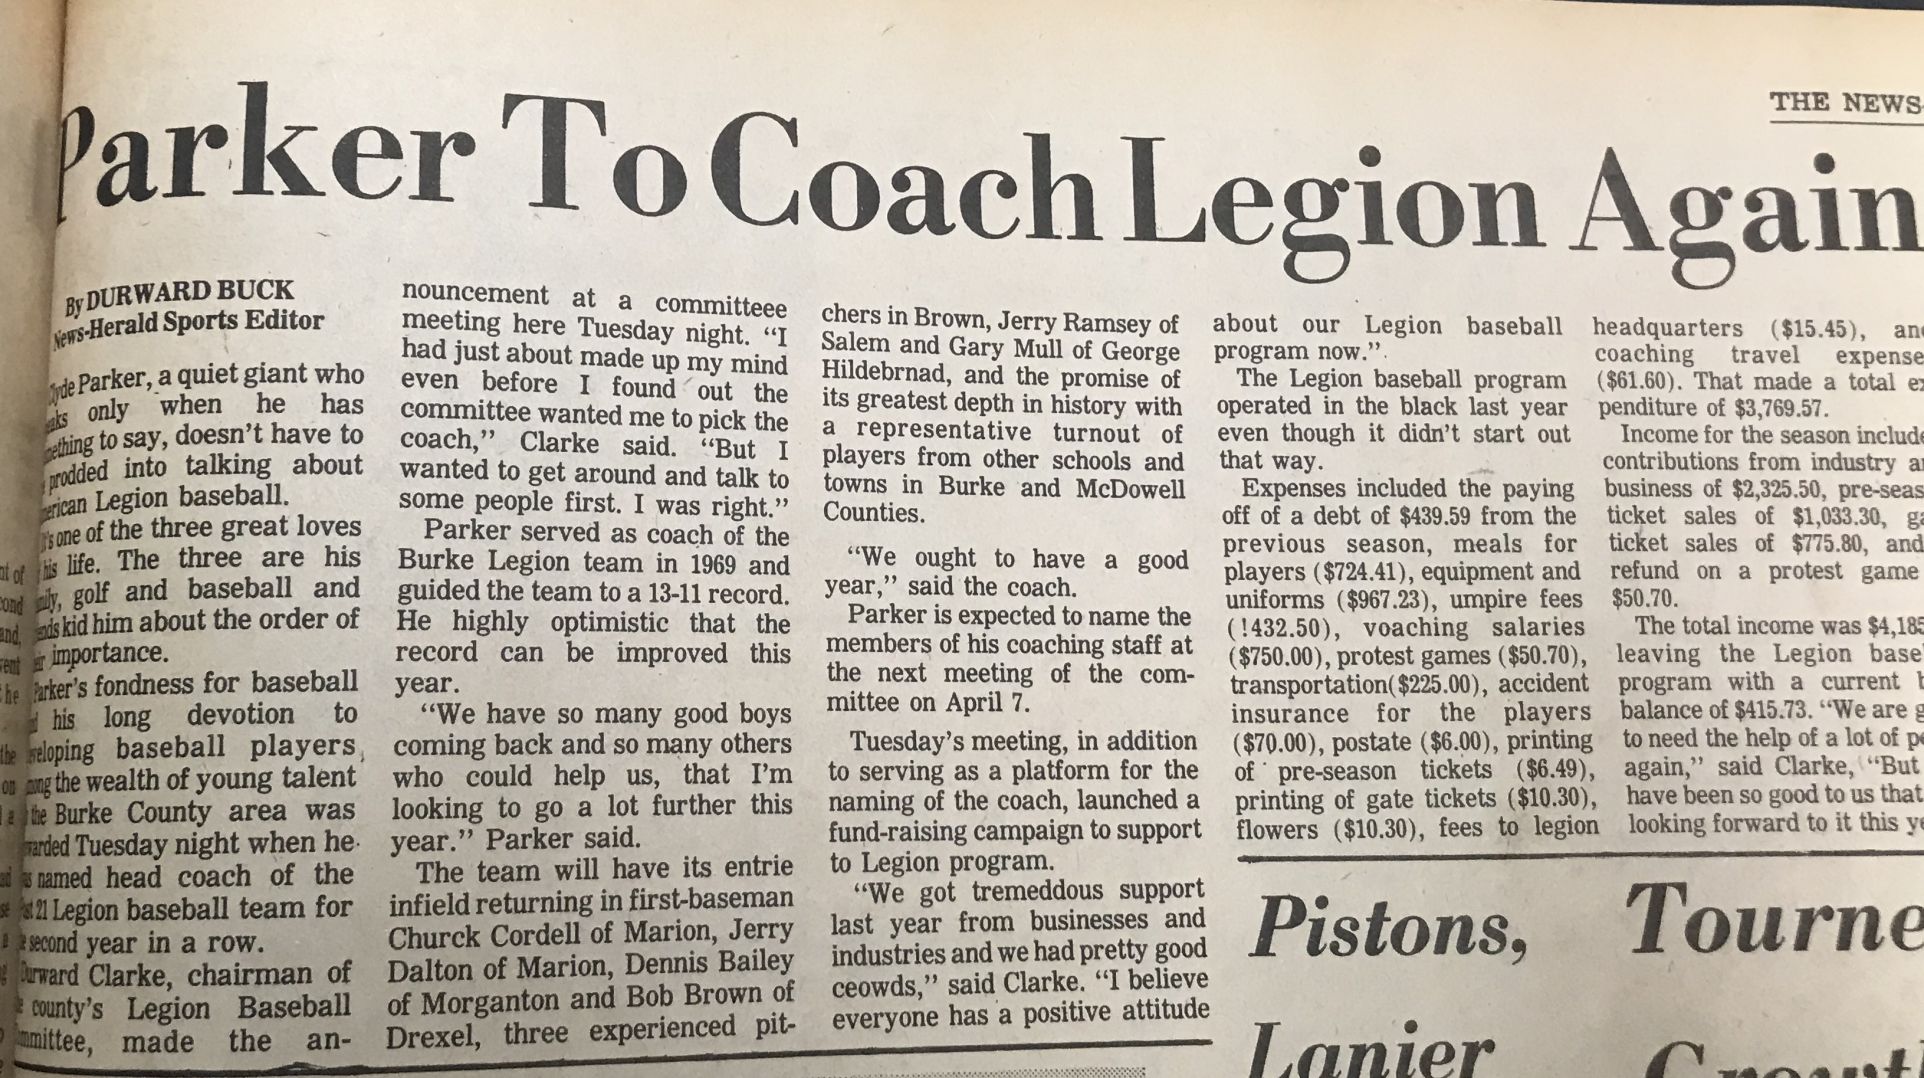 THE NEWS-
Parker To Coach Legion Again
By DURWARD BUCK
News-Herald Sports Editor
Parker, a quiet giant who
only when he has
to say, doesn't have to
prodded into talking about
Legion baseball.
one of the three great loves
his life. The three are his
golf and baseball and
kid him about the order of
importance.
Parker's fondness for baseball
his long devotion to
baseball players,
the wealth of young talent
the Burke County area was
Tuesday night when he
named head coach of the
21 Legion baseball team for
second year in a row.
Durward Clarke, chairman of
county's Legion Baseball
made the an-
nouncement at a committeee
meeting here Tuesday night. “I
had just about made up my mind
even before I found out the
committee wanted me to pick the
coach,” Clarke said. “But I
wanted to get around and talk to
some people first. I was right.”
Parker served as coach of the
Burke Legion team in 1969 and
guided the team to a 13-11 record.
He highly optimistic that the
record can be improved this
year.
“We have so many good boys
coming back and so many others
who could help us, that I'm
looking to go a lot further this
year.” Parker said.
The team will have its entrie
infield returning in first-baseman
Churck Cordell of Marion, Jerry
Dalton of Marion, Dennis Bailey
of Morganton and Bob Brown of
Drexel, three experienced pit-
chers in Brown, Jerry Ramsey of
Salem and Gary Mull of George
Hildebrnad, and the promise of
its greatest depth in history with
a representative turnout of
players from other schools and
towns in Burke and McDowell
Counties.
“We ought to have a good
year,” said the coach.
Parker is expected to name the
members of his coaching staff at
the next meeting of the com-
mittee on April 7.
Tuesday's meeting, in addition
to serving as a platform for the
naming of the coach, launched a
fund-raising campaign to support
to Legion program.
“We got tremeddous support
last year from businesses and
industries and we had pretty good
ceowds,” said Clarke. “I believe
everyone has a positive attitude
about our Legion baseball
program now.”
The Legion baseball program
operated in the black last year
even though it didn't start out
that way.
Expenses included the paying
off of a debt of $439.59 from the
previous season, meals for
players ($724.41), equipment and
uniforms ($967.23), umpire fees
(!432.50), voaching salaries
($750.00), protest games ($50.70),
transportation($225.00), accident
insurance for the players
($70.00), postate ($6.00), printing
of pre-season tickets ($6.49),
printing of gate tickets ($10.30),
flowers ($10.30), fees to legion
headquarters ($15.45), and
coaching travel expense
($61.60). That made a total ex
penditure of $3,769.57.
Income for the season include
contributions from industry a
business of $2,325.50, pre-seas
ticket sales of $1,033.30, ga
ticket sales of $775.80, and
refund on a protest game
$50.70.
The total income was $4,185
leaving the Legion base
program with a current b
balance of $415.73. “We are g
to need the help of a lot of pe
again,” said Clarke, “But
have been so good to us that
looking forward to it this ye
Pistons,
Lanier
Tourne